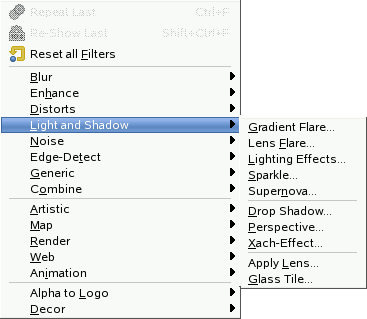 Repeat Last Ctrl+F
Re-Show Last Shift+Ctrl+F
Reset all Filters
Blur
Enhance
Distorts
Light and Shadow
Noise
Edge-Detect
Generic
Combine
Artistic
Map
Render
Web
Animation
Alpha to Logo
Decor
Gradient Flare...
Lens Flare...
Lighting Effects...
Sparkle...
Supernova...
Drop Shadow...
Perspective...
Xach-Effect...
Apply Lens...
Glass Tile...